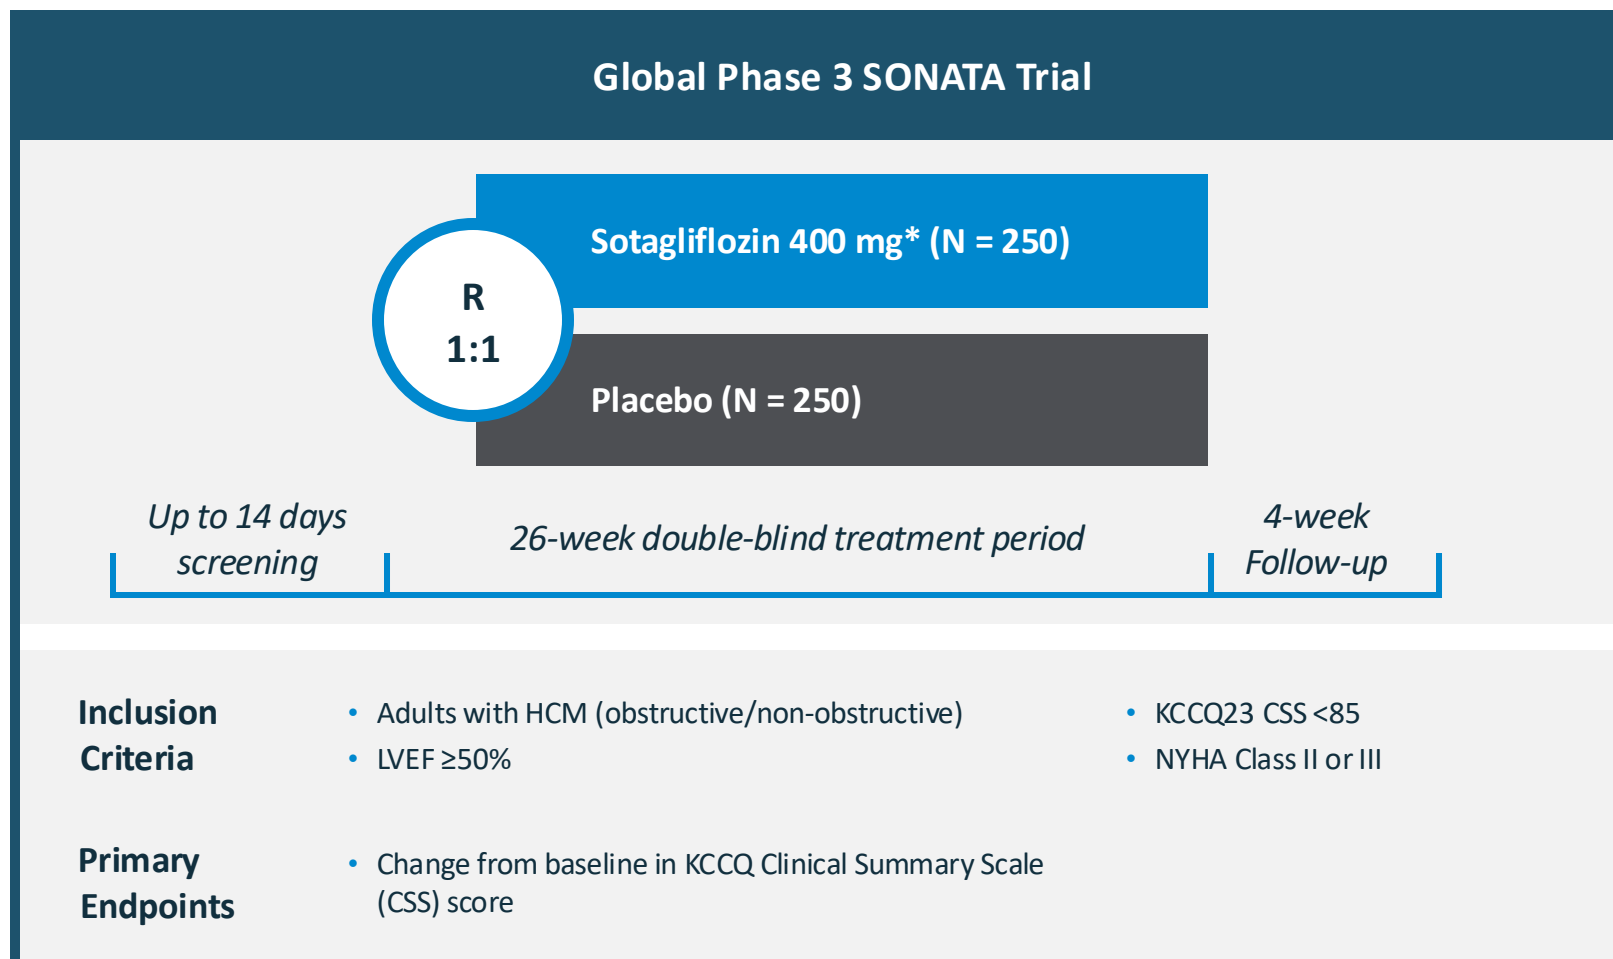 Global Phase 3 SONATA Trial
Sotagliflozin 400 mg* (N = 250)
R
1:1
Placebo (N = 250)
Up to 14 days
screening
26-week double-blind treatment period
4-week
Follow-up
Inclusion
Criteria
• Adults with HCM (obstructive/non-obstructive)
• LVEF ≥50%
• KCCQ23 CSS <85
• NYHA Class II or III
Primary
Endpoints
• Change from baseline in KCCQ Clinical Summary Scale
(CSS) score